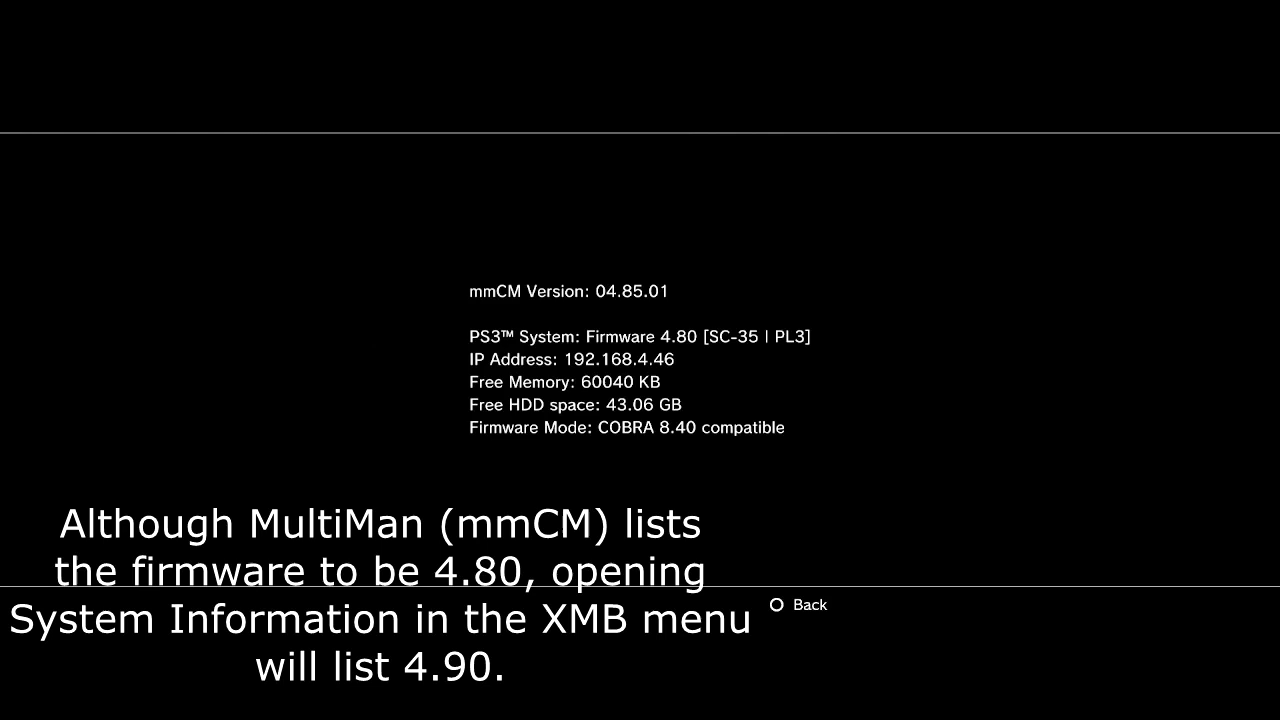 mmCM Version: 04.85.01
PS3™ System: Firmware 4.80 [SC-35 | PL3]
IP Address: 192.168.4.46
Free Memory: 60040 KB
Free HDD space: 43.06 GB
Firmware Mode: COBRA 8.40 compatible
Although MultiMan (mmCM) lists
the firmware to be 4.80, opening
System Information in the XMB menu
will list 4.90.
Back